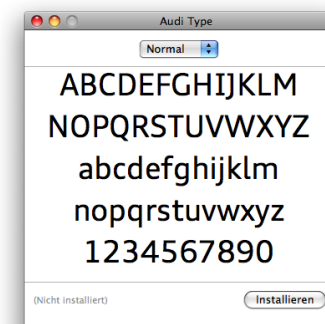 Audi Type
Normal
ABCDEFGHIJKLM
NOPQRSTUVWXYZ
abcdefghijklm
nopqrstuvwxyz
1234567890
(Nicht installiert) Installieren